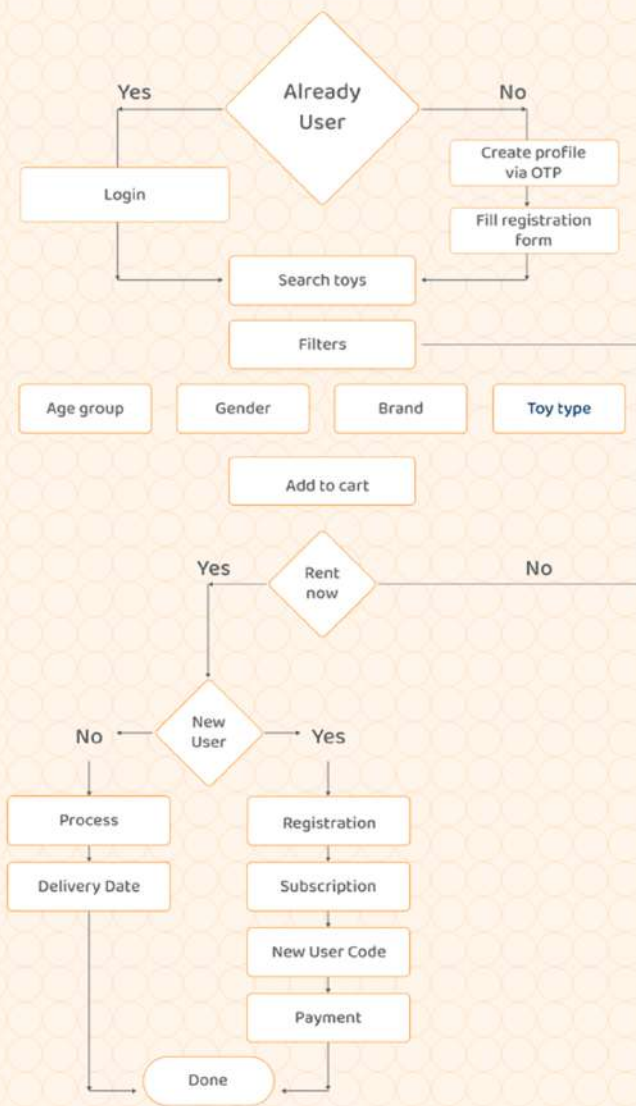 Already
User
Yes
No
Login
Create profile
via OTP
Fill registration
form
Search toys
Filters
Age group
Gender
Brand
Toy type
Add to cart
Rent
now
Yes
No
New
User
No
Yes
Process
Registration
Delivery Date
Subscription
New User Code
Payment
Done